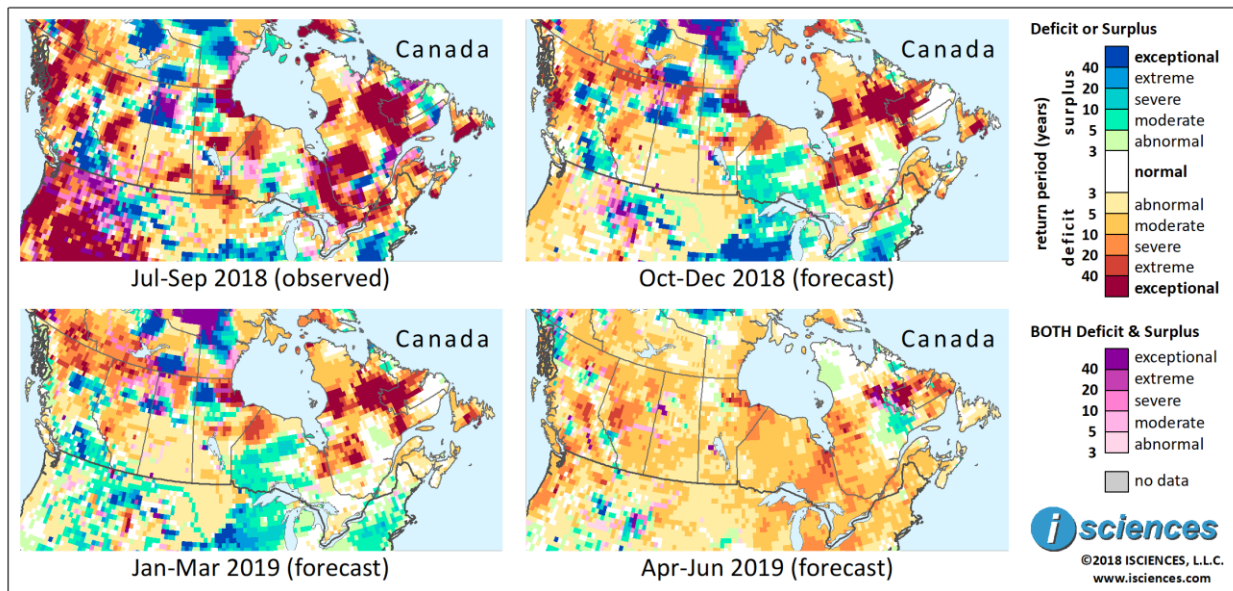 Canada
Jul-Sep 2018 (observed)
Canada
Oct-Dec 2018 (forecast)
Canada
Jan-Mar 2019 (forecast)
Canada
Apr-Jun 2019 (forecast)
Deficit or Surplus
return period (years)
surplus
deficit
exceptional
40
extreme
20
severe
10
moderate
5
abnormal
3
normal
3
abnormal
5
moderate
10
severe
20
extreme
40
exceptional
BOTH Deficit & Surplus
exceptional
40
extreme
20
severe
10
moderate
5
abnormal
3
no data
i sciences
©2018 ISCIENCES, L.L.C.
www.isciences.com